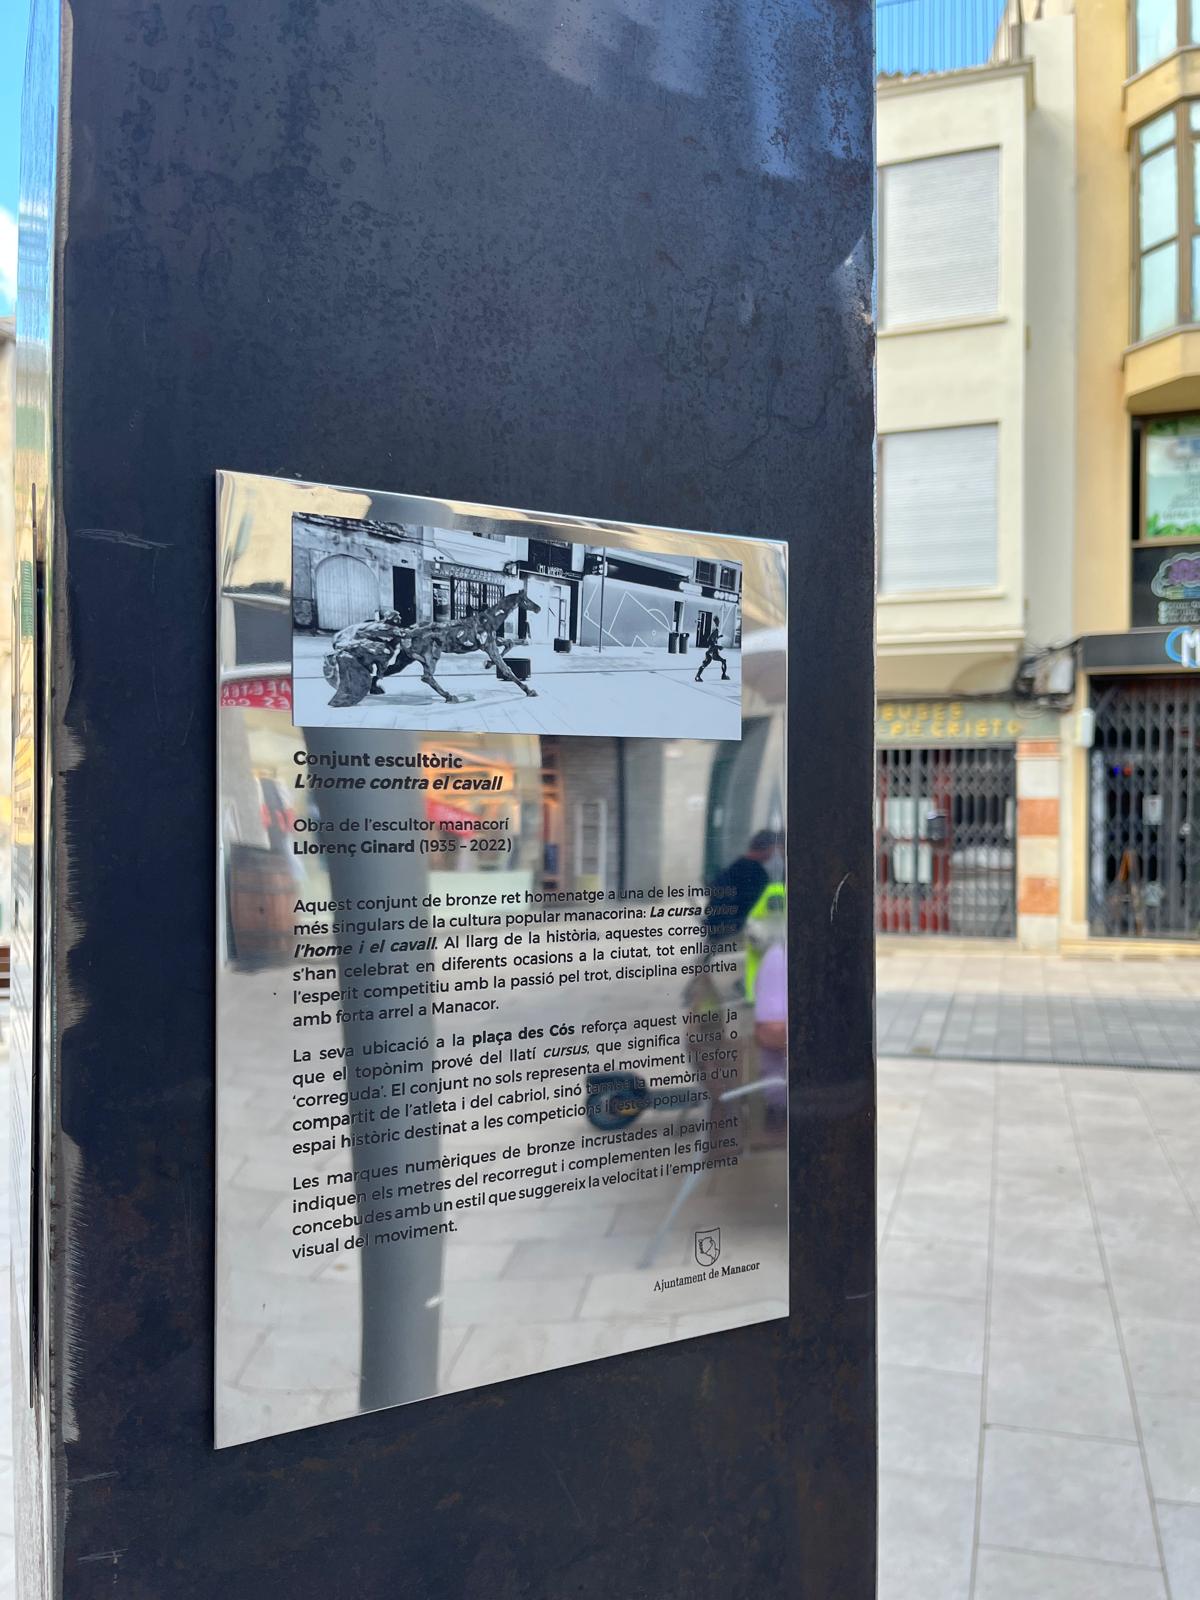 Conjunt escultòric
L'home contra el cavall
Obra de l'escultor manacorí
Llorenç Ginard (1935 – 2022)
Aquest conjunt de bronze ret homenatge a una de les imatges
més singulars de la cultura popular manacorina: La cursa entre
l'home i el cavall. Al llarg de la història, aquestes corregudes
s'han celebrat en diferents ocasions a la ciutat, tot enllaçant
l'esperit competitiu amb la passió pel trot, disciplina esportiva
amb forta arrel a Manacor.
La seva ubicació a la plaça des Cós reforça aquest vincle, ja
que el topònim prové del llatí cursus, que significa 'cursa' o
'correguda'. El conjunt no sols representa el moviment i l'esforç
compartit de l'atleta i del cabriol, sinó també la memòria d'un
espai històric destinat a les competicions i festes populars.
Les marques numèriques de bronze incrustades al paviment
indiquen els metres del recorregut i complementen les figures,
concebudes amb un estil que suggereix la velocitat i l'empremta
visual del moviment.
Ajuntament de Manacor
CRISTO